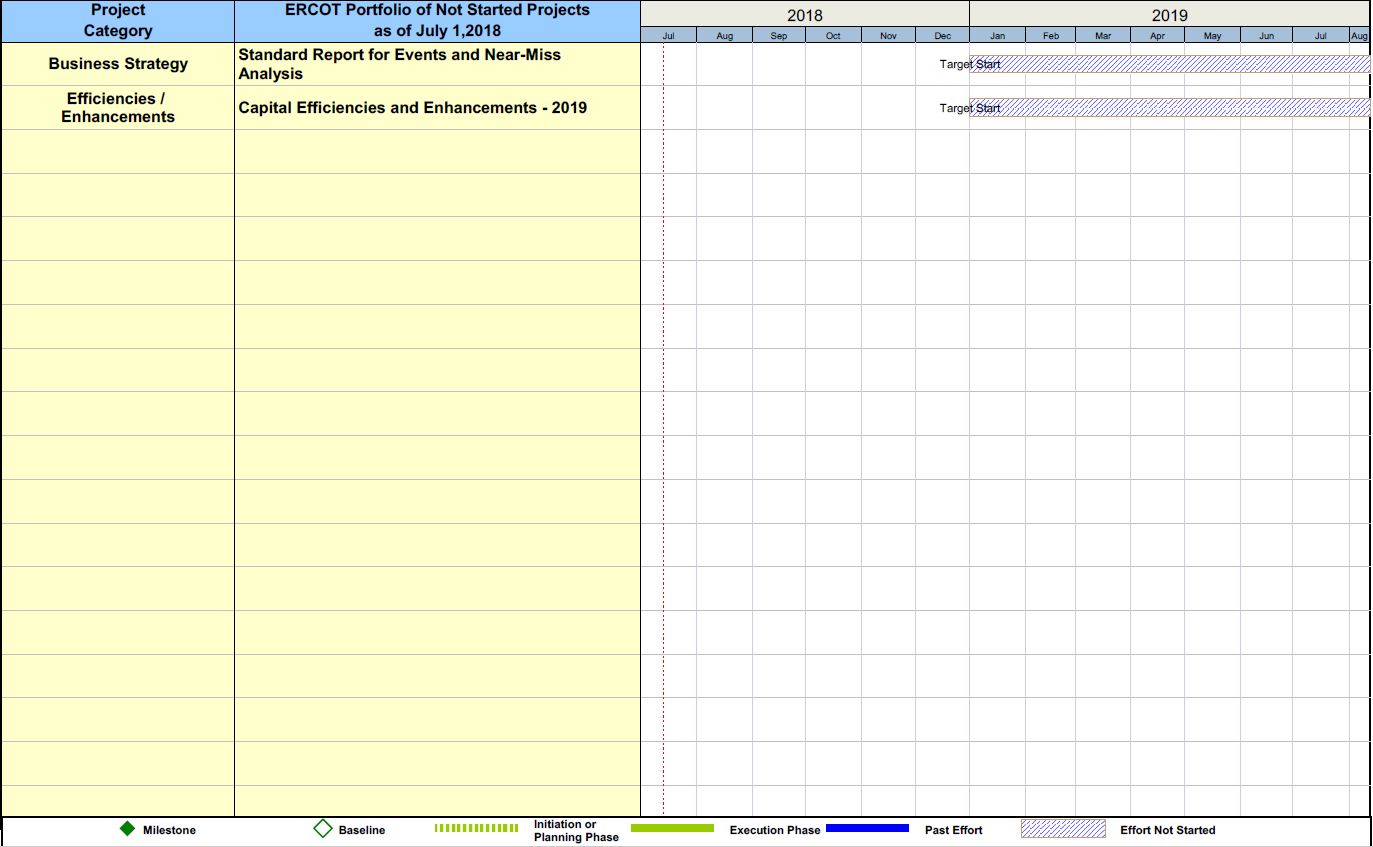 Project
Category
ERCOT Portfolio of Not Started Projects
as of July 1,2018
2018
2019
Jul Aug Sep Oct Nov Dec Jan Feb Mar Apr May Jun Jul Aug
Business Strategy
Standard Report for Events and Near-Miss
Analysis
Target Start
Efficiencies /
Enhancements
Capital Efficiencies and Enhancements - 2019
Target Start
Milestone
Baseline
Initiation or
Planning Phase
Execution Phase
Past Effort
Effort Not Started